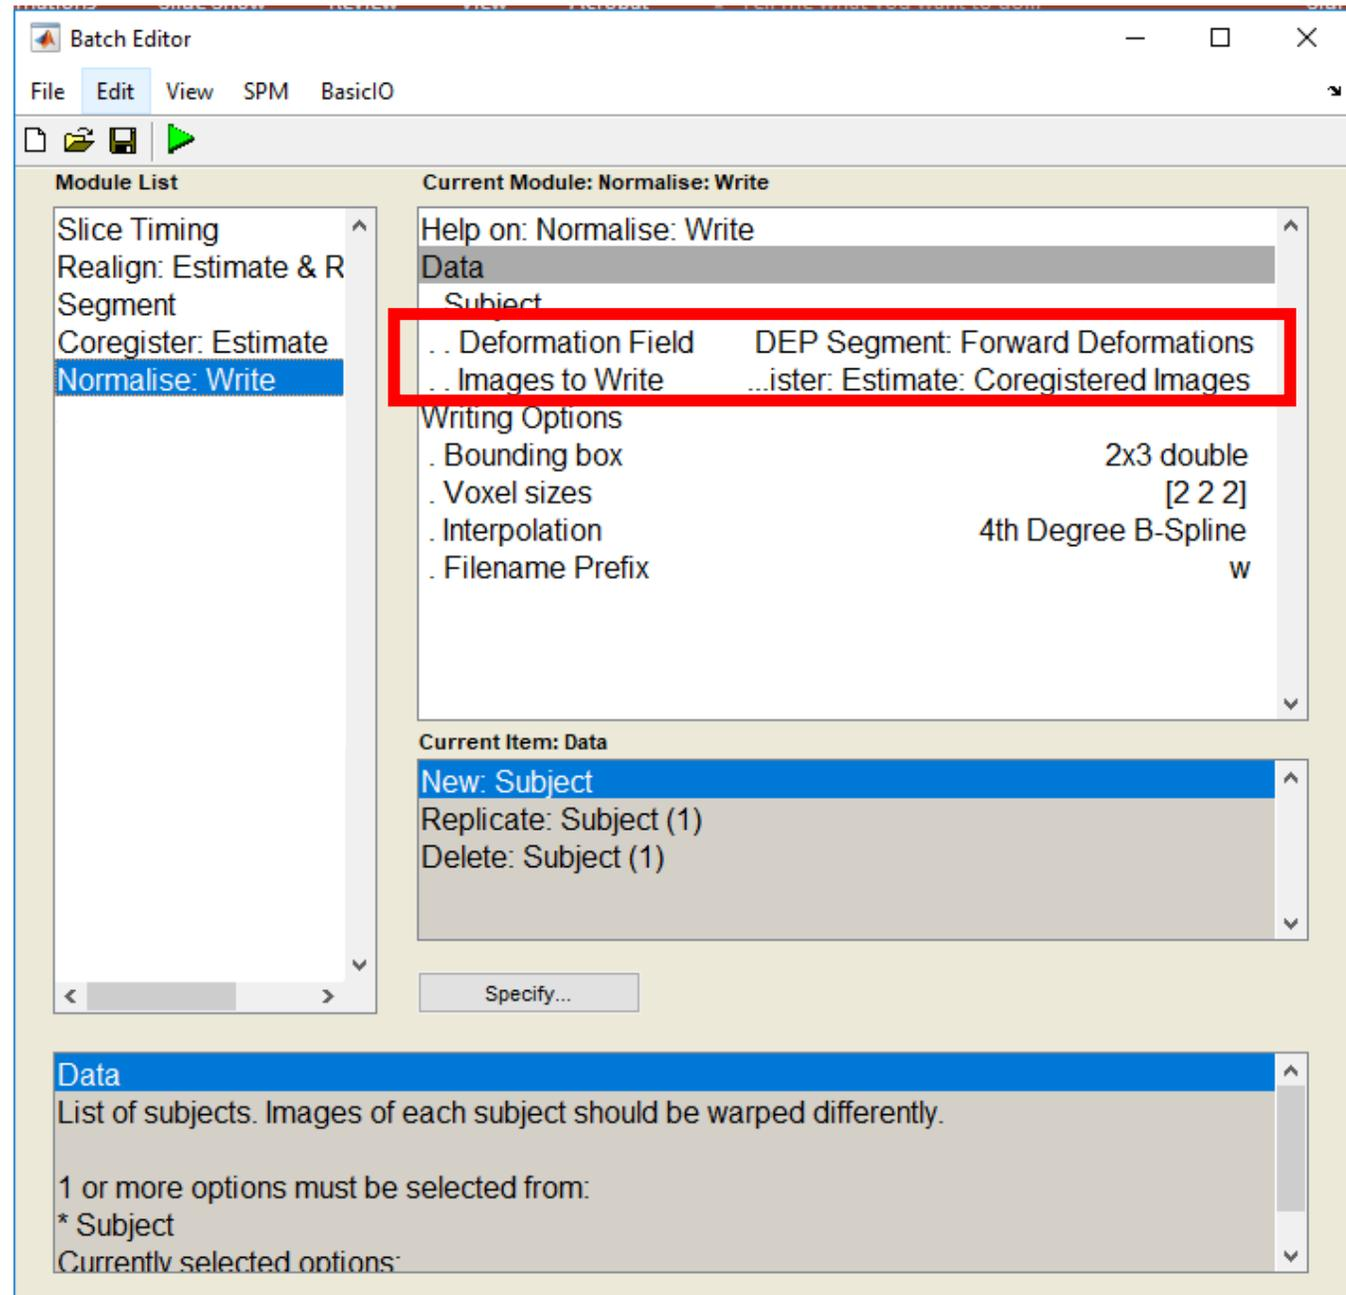 Batch Editor
File Edit View SPM BasicIO
Module List
Slice Timing
Realign: Estimate & R
Segment
Coregister: Estimate
Normalise: Write
Current Module: Normalise: Write
Help on: Normalise: Write
Data
. Subject
. . Deformation Field DEP Segment: Forward Deformations
. . Images to Write ...ister: Estimate: Coregistered Images
Writing Options
. Bounding box 2x3 double
. Voxel sizes [2 2 2]
. Interpolation 4th Degree B-Spline
. Filename Prefix w
Current Item: Data
New: Subject
Replicate: Subject (1)
Delete: Subject (1)
Specify...
Data
List of subjects. Images of each subject should be warped differently.
1 or more options must be selected from:
* Subject
Currently selected options: